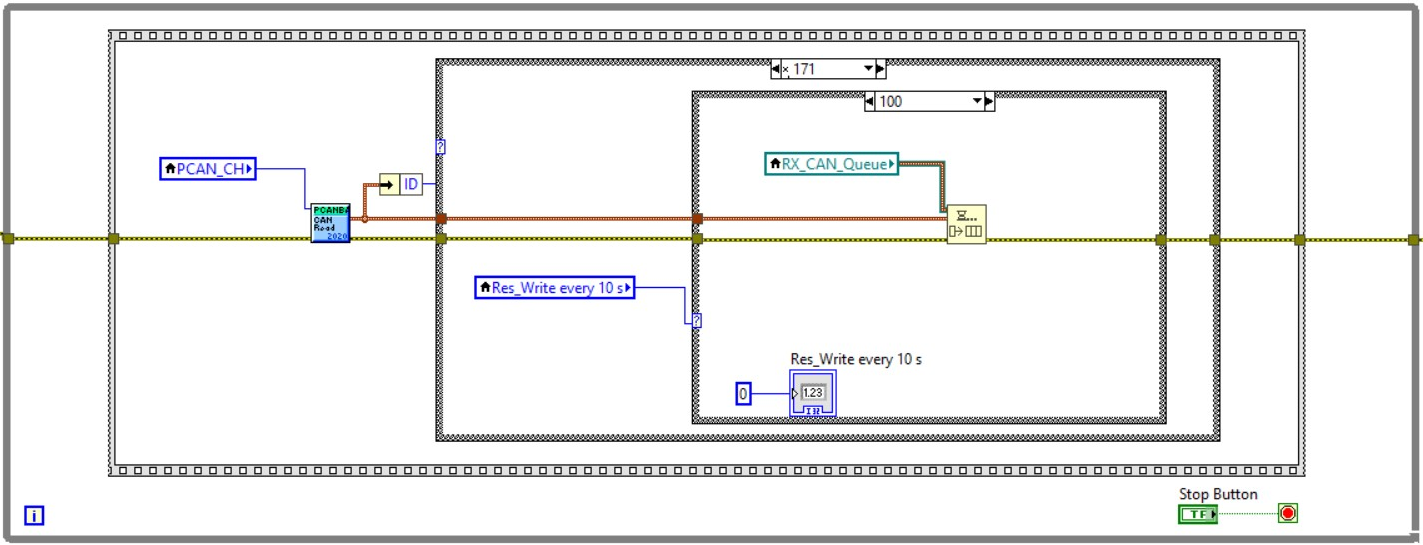 x 171
100
PCAN_CH
RX_CAN_Queue
ID
PCANBA
CAN
Read
2020
Res_Write every 10 s
?
?
Res_Write every 10 s
0
1.23
I32
Stop Button
i
TF